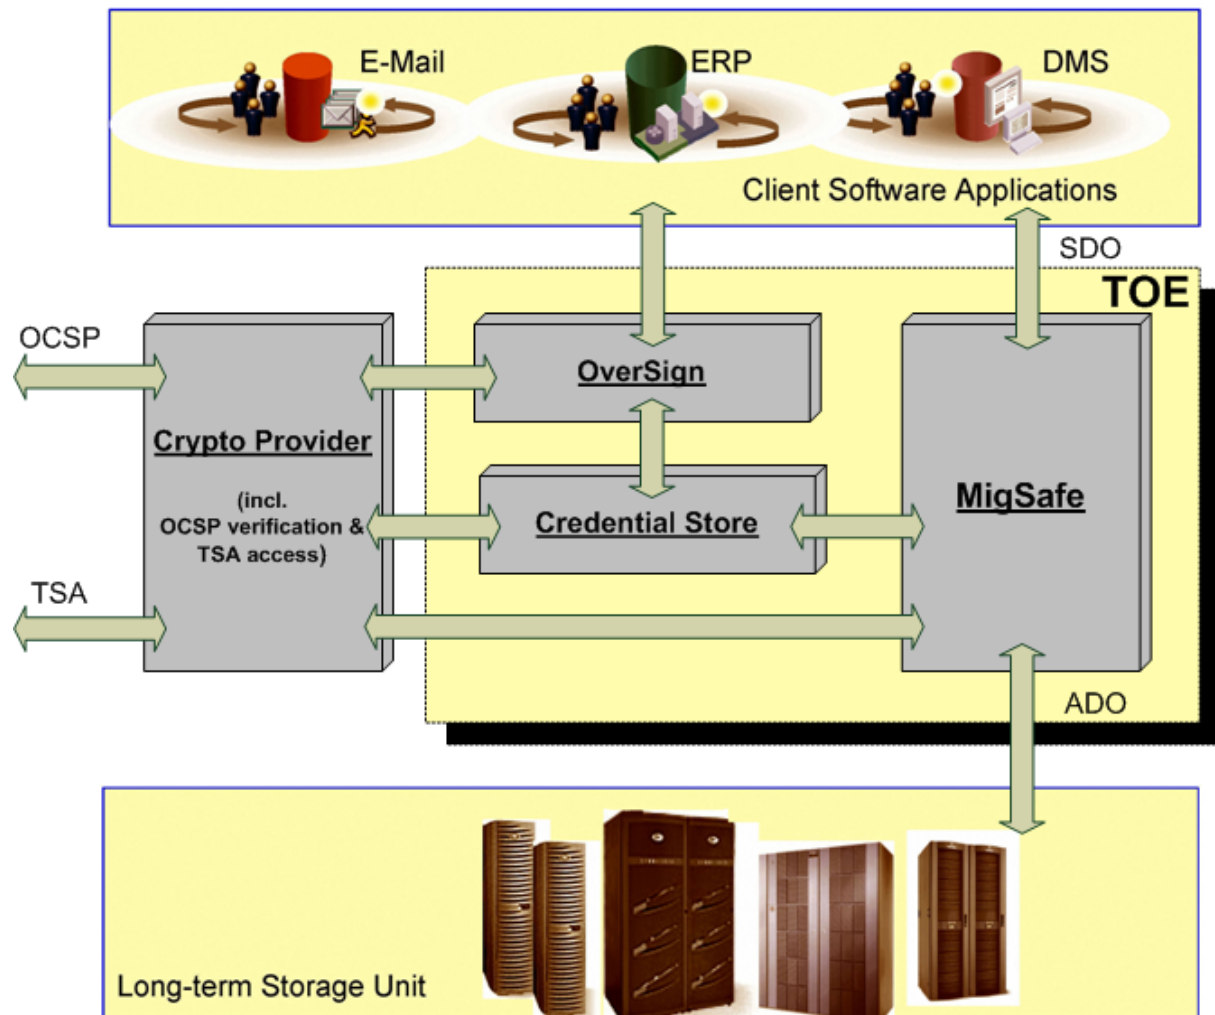 E-Mail
ERP
DMS
Client Software Applications
SDO
TOE
OCSP
OverSign
Crypto Provider
(incl.
OCSP verification &
TSA access)
Credential Store
MigSafe
TSA
ADO
Long-term Storage Unit